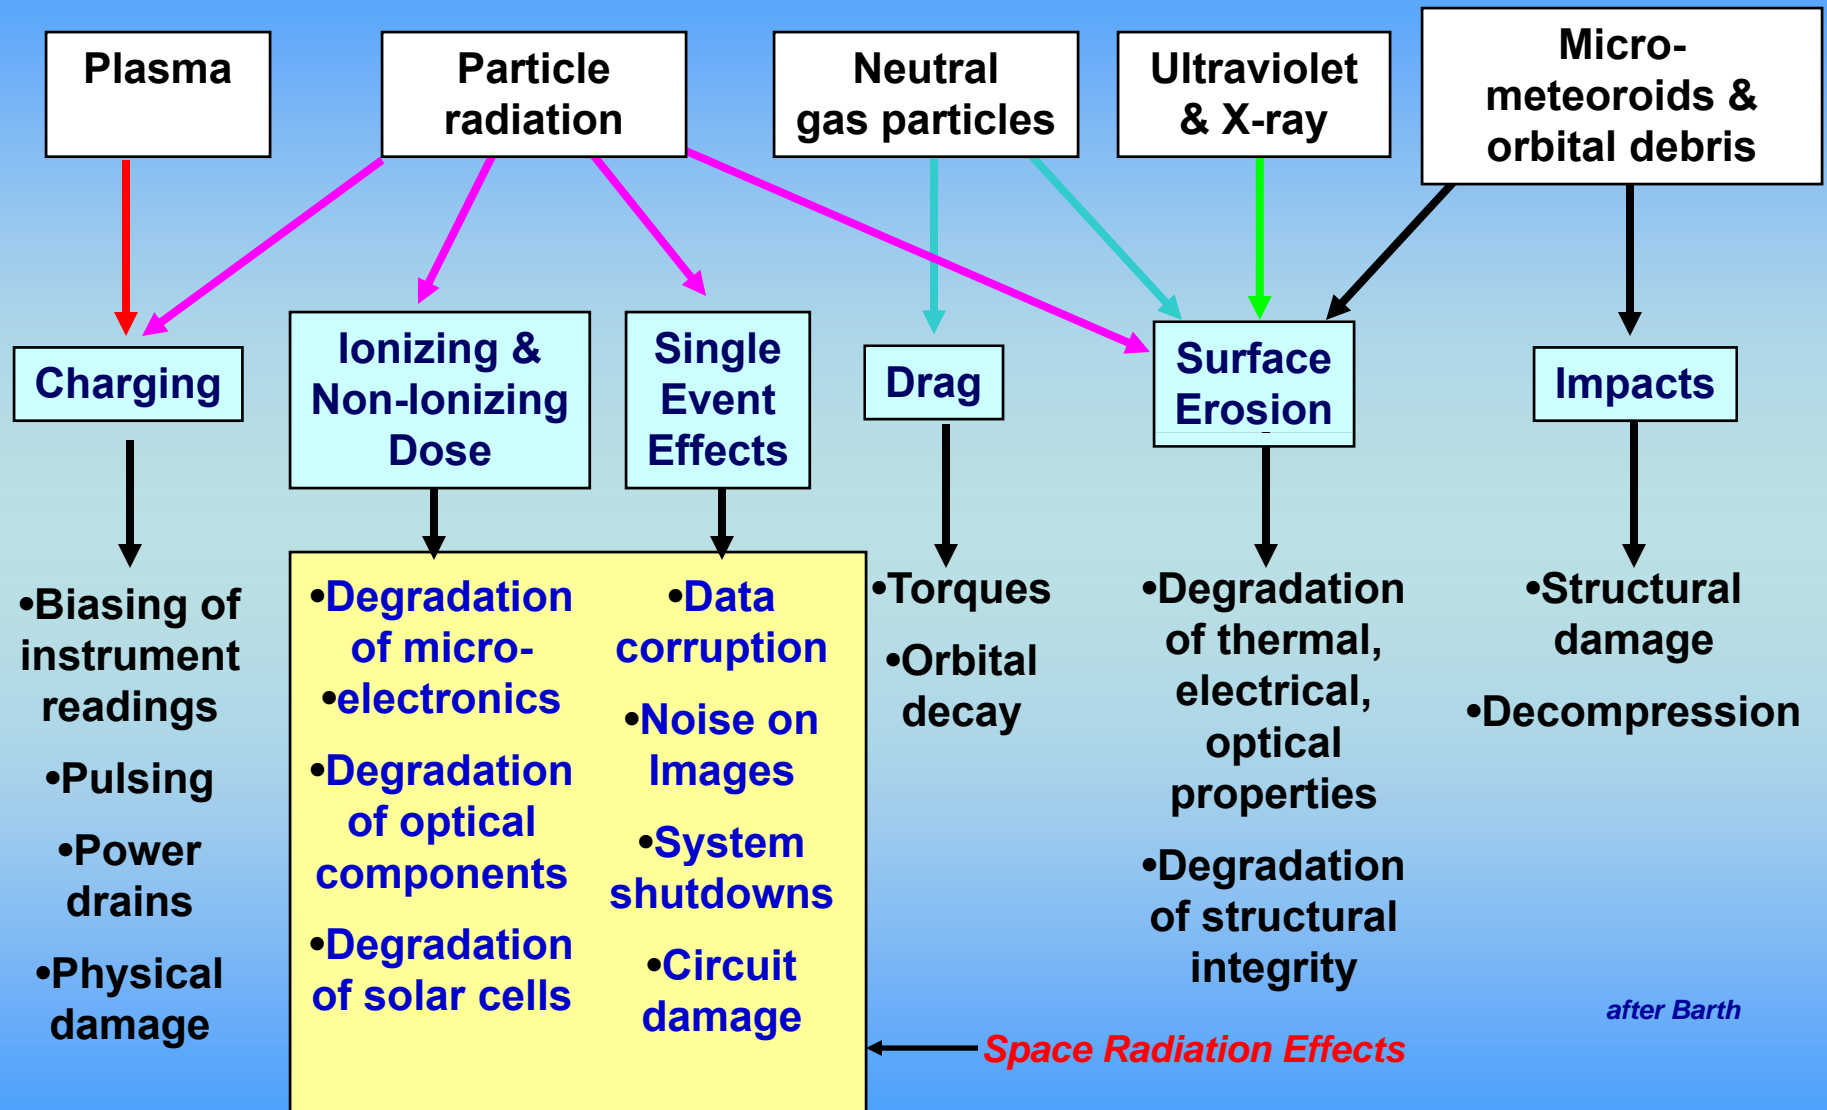 Plasma
Particle
radiation
Neutral
gas particles
Ultraviolet
& X-ray
Micro-
meteoroids &
orbital debris
Charging
Ionizing &
Non-Ionizing
Dose
Single
Event
Effects
Drag
Surface
Erosion
Impacts
•Biasing of
instrument
readings
•Pulsing
•Power
drains
•Physical
damage
•Degradation
of micro-
•electronics
•Degradation
of optical
components
•Degradation
of solar cells
•Data
corruption
•Noise on
Images
•System
shutdowns
•Circuit
damage
•Torques
•Orbital
decay
•Degradation
of thermal,
electrical,
optical
properties
•Degradation
of structural
integrity
•Structural
damage
•Decompression
after Barth
Space Radiation Effects